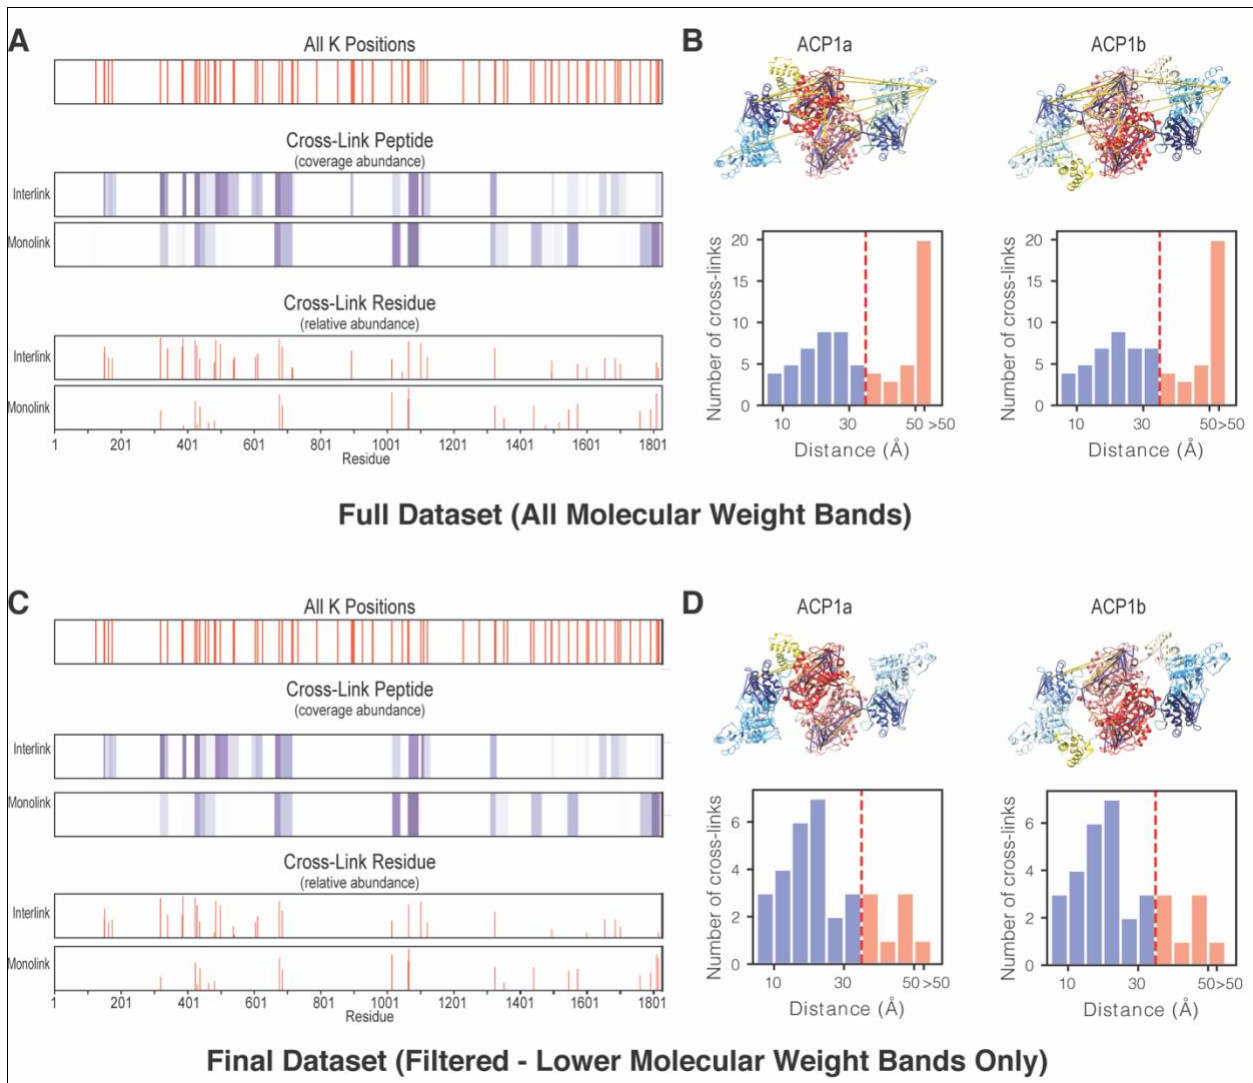 A
All K Positions
Cross-Link Peptide
(coverage abundance)
Interlink
Monolink
Cross-Link Residue
(relative abundance)
Interlink
Monolink
1 201 401 601 801 1001 1201 1401 1601 1801
Residue
B
ACP1a ACP1b
Number of cross-links
20
15
10
5
0
10 30 50 >50
Distance (Å)
Number of cross-links
20
15
10
5
0
10 30 50 >50
Distance (Å)
Full Dataset (All Molecular Weight Bands)
C
All K Positions
Cross-Link Peptide
(coverage abundance)
Interlink
Monolink
Cross-Link Residue
(relative abundance)
Interlink
Monolink
1 201 401 601 801 1001 1201 1401 1601 1801
Residue
D
ACP1a ACP1b
Number of cross-links
6
4
2
0
10 30 50 >50
Distance (Å)
Number of cross-links
6
4
2
0
10 30 50 >50
Distance (Å)
Final Dataset (Filtered - Lower Molecular Weight Bands Only)